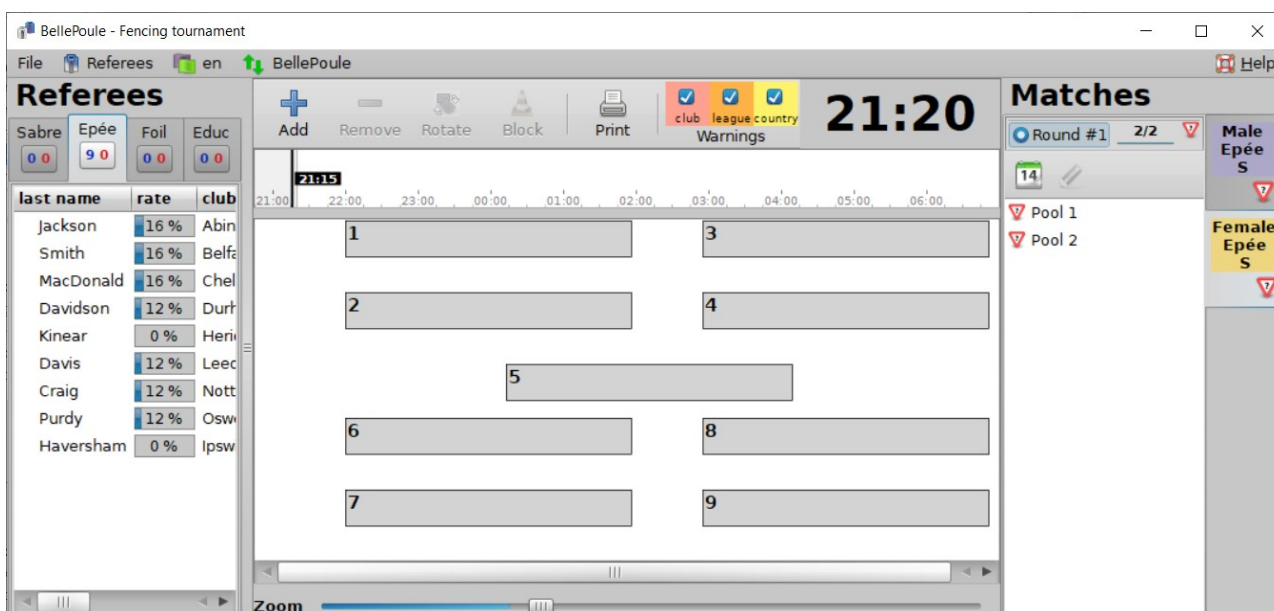 BellePoule - Fencing tournament
File Referees en BellePoule Help
Referees
Sabre Epée Foil Educ
0 0 9 0 0 0 0 0
last name rate club
Jackson 16 % Abin
Smith 16 % Belfa
MacDonald 16 % Chel
Davidson 12 % Durh
Kinear 0 % Heri
Davis 12 % Leed
Craig 12 % Nott
Purdy 12 % Osw
Haversham 0 % Ipsw
Add Remove Rotate Block Print
club league country
Warnings
21:20
21:15
21:00 22:00 23:00 00:00 01:00 02:00 03:00 04:00 05:00 06:00
1 3
2 4
5
6 8
7 9
Zoom
Matches
Round #1 2/2
14
Pool 1
Pool 2
Male
Epée
S
Female
Epée
S